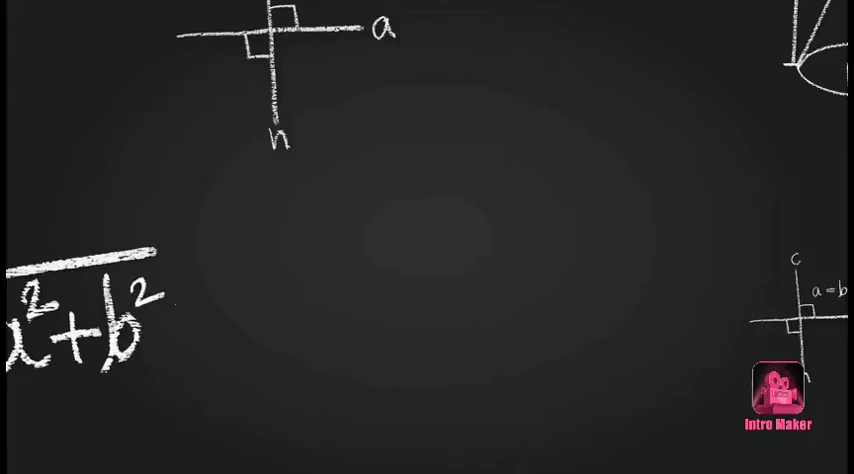 a
n
c
a = b
a² + b²
Intro Maker